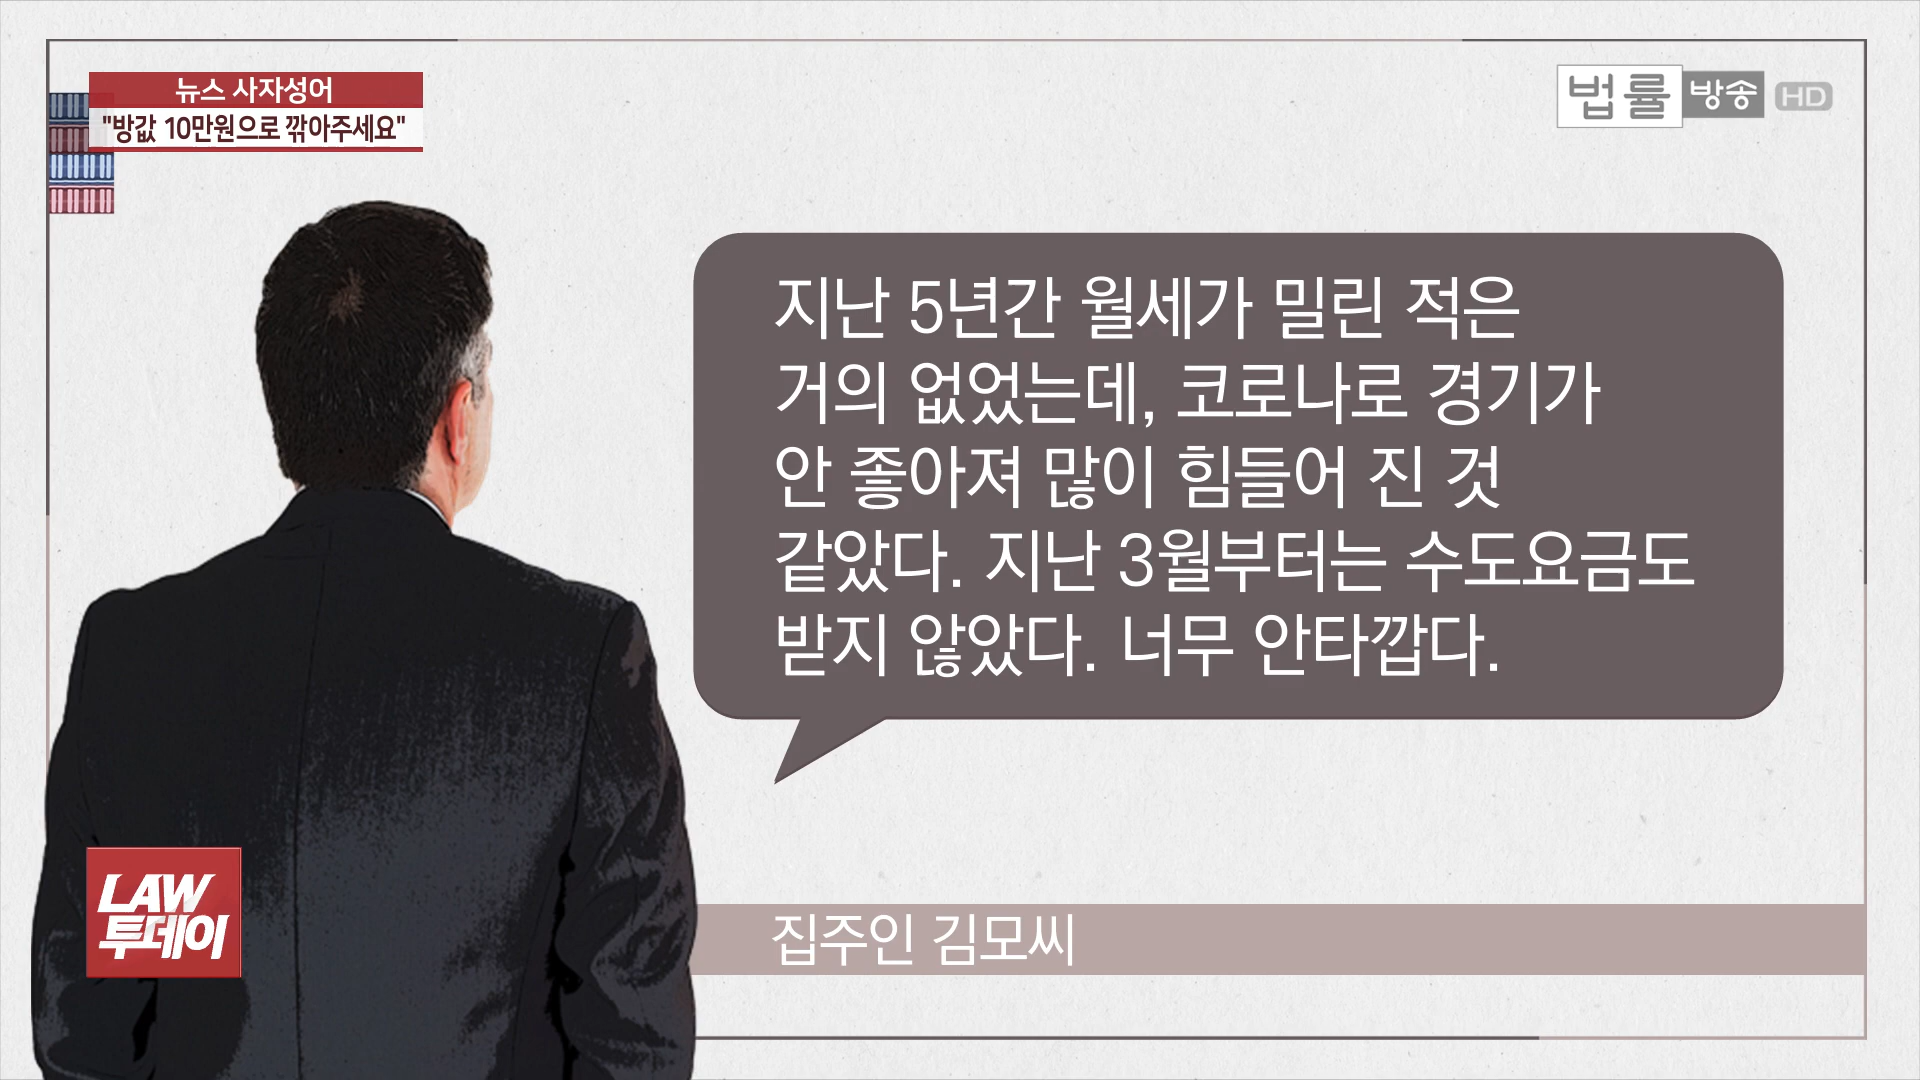 뉴스 사자성어
"방값 10만원으로 깎아주세요"
법률방송 HD
지난 5년간 월세가 밀린 적은
거의 없었는데, 코로나로 경기가
안 좋아져 많이 힘들어 진 것
같았다. 지난 3월부터는 수도요금도
받지 않았다. 너무 안타깝다.
LAW
투데이
집주인 김모씨